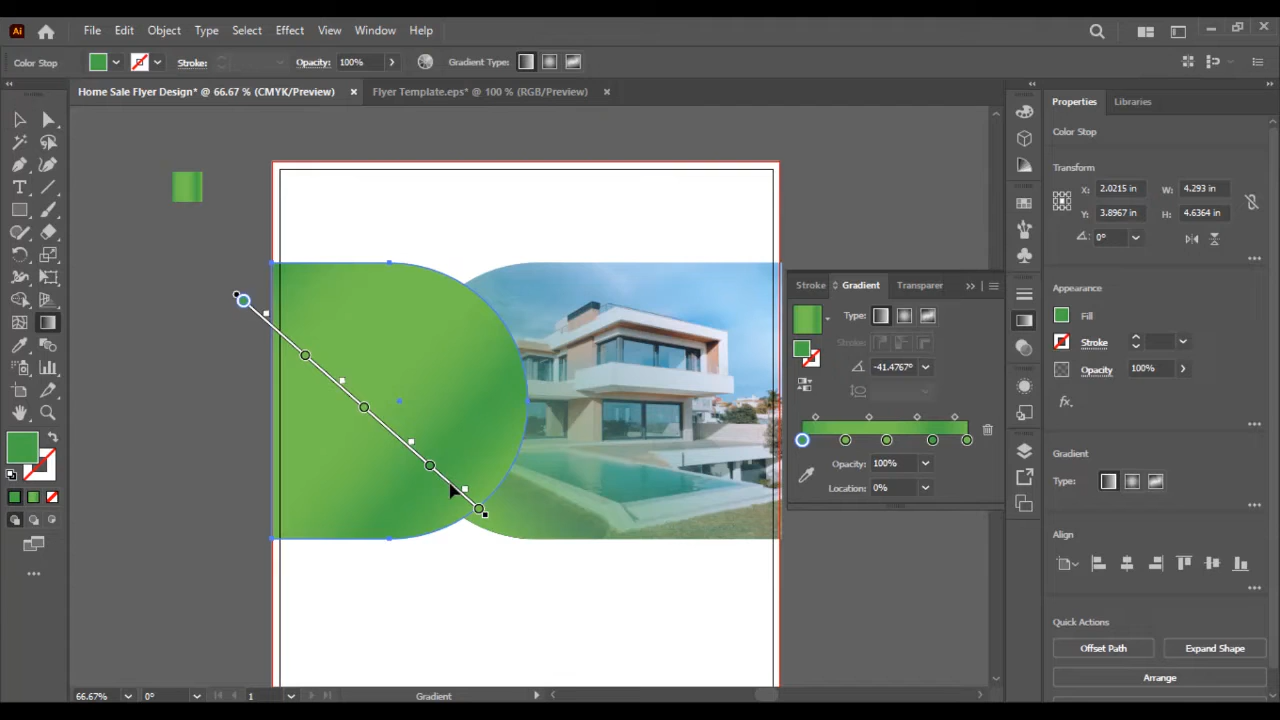 Ai File Edit Object Type Select Effect View Window Help
Color Stop Stroke: Opacity: 100% Gradient Type:
Home Sale Flyer Design* @ 66.67 % (CMYK/Preview) × Flyer Template.eps* @ 100 % (RGB/Preview) ×
Properties Libraries
Color Stop
Transform
X: 2.0215 in W: 4.293 in
Y: 3.8967 in H: 4.6364 in
0°
Appearance
Fill
Stroke
Opacity 100%
fx.
Gradient
Type:
Align
Quick Actions
Offset Path Expand Shape
Arrange
Stroke Gradient Transparer
Type:
Stroke:
-41.4767°
Opacity: 100%
Location: 0%
66.67% 0° 1 Gradient